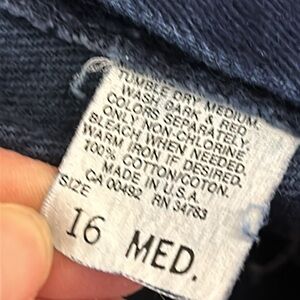 TUMBLE DRY MEDIUM.
WASH DARK & RED
COLORS SEPARATELY.
ONLY NON-CHLORINE
BLEACH WHEN NEEDED.
WARM IRON IF DESIRED.
100% COTTON/COTON.
MADE IN U.S.A.
CA 00492 RN 34783
SIZE
16 MED.